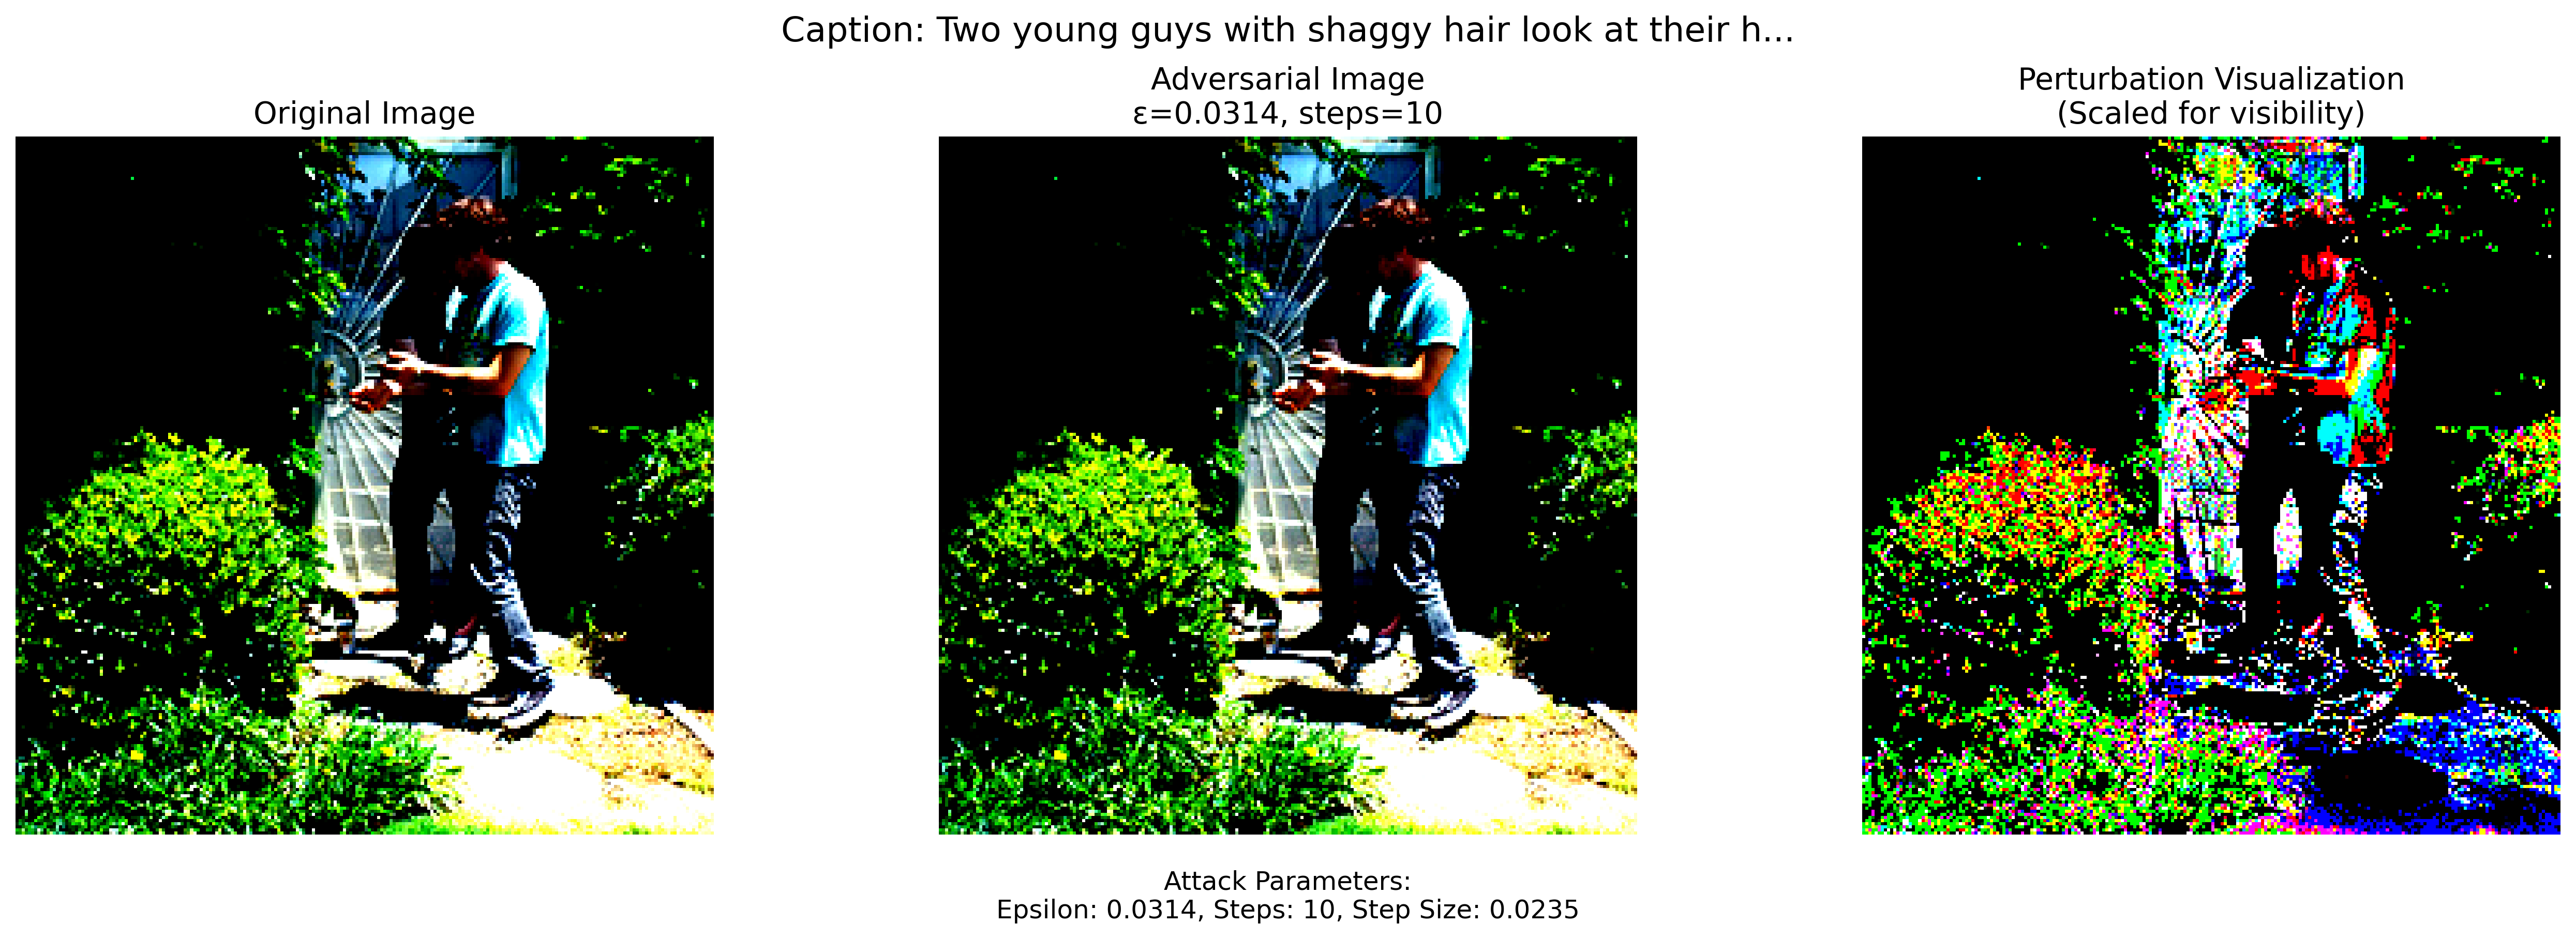 Caption: Two young guys with shaggy hair look at their h...
Original Image
Adversarial Image
ε=0.0314, steps=10
Perturbation Visualization
(Scaled for visibility)
Attack Parameters:
Epsilon: 0.0314, Steps: 10, Step Size: 0.0235